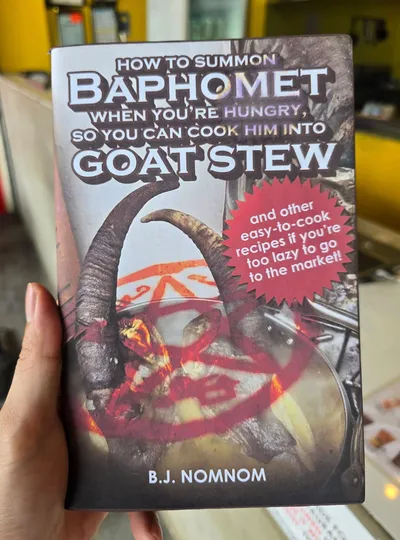 HOW TO SUMMON
BAPHOMET
WHEN YOU'RE HUNGRY,
SO YOU CAN COOK HIM INTO
GOAT STEW
and other
easy-to-cook
recipes if you're
too lazy to go
to the market!
B.J. NOMNOM